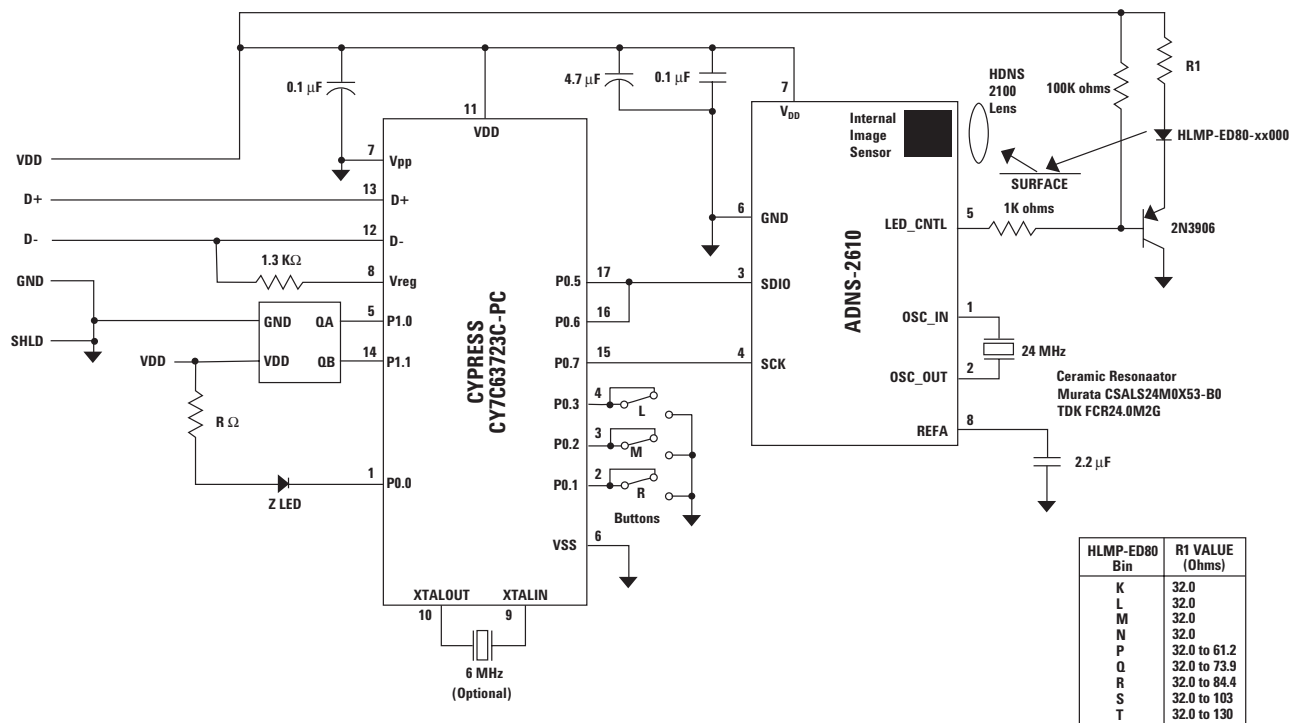 VDD
D+
D-
GND
SHLD
0.1 µF
4.7 µF
0.1 µF
11
VDD
7
Vpp
13
D+
12
D-
1.3 KΩ
8
Vreg
GND
QA
5
P1.0
VDD
VDD
QB
14
P1.1
R Ω
Z LED
1
P0.0
CYPRESS
CY7C63723C-PC
P0.5
17
P0.6
16
P0.7
15
P0.3
4
L
P0.2
3
M
P0.1
2
R
Buttons
VSS
6
XTALOUT
XTALIN
10
9
6 MHz
(Optional)
7
VDD
Internal
Image
Sensor
6
GND
3
SDIO
4
SCK
ADNS-2610
LED_CNTL
5
1K ohms
OSC_IN
1
OSC_OUT
2
24 MHz
REFA
8
2.2 µF
HDNS
2100
Lens
SURFACE
100K ohms
R1
HLMP-ED80-xx000
2N3906
Ceramic Resonaator
Murata CSALS24M0X53-B0
TDK FCR24.0M2G
HLMP-ED80 Bin R1 VALUE (Ohms)
K 32.0
L 32.0
M 32.0
N 32.0
P 32.0 to 61.2
Q 32.0 to 73.9
R 32.0 to 84.4
S 32.0 to 103
T 32.0 to 130